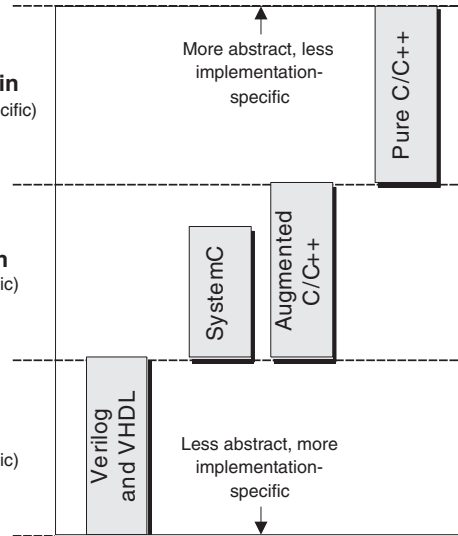 More abstract, less
implementation-
specific
Pure C/C++
in
cific)
SystemC
Augmented
C/C++
n
ic)
Verilog
and VHDL
Less abstract, more
implementation-
specific
ic)